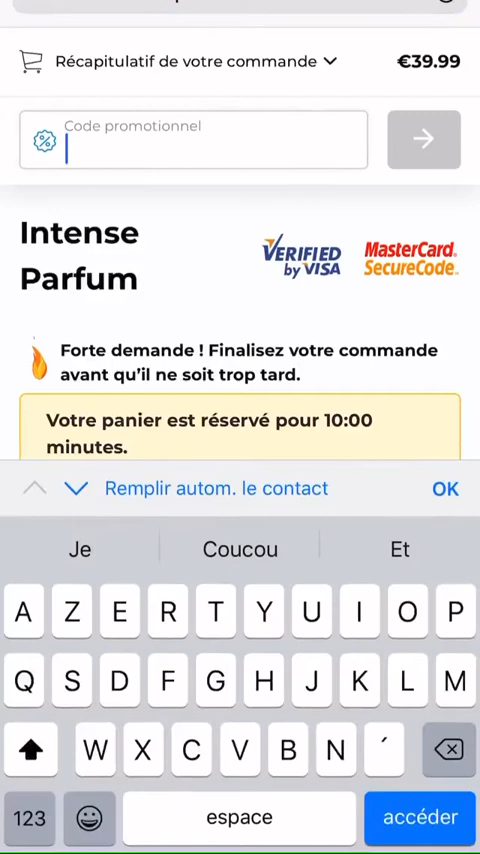 Récapitulatif de votre commande €39.99
Code promotionnel
Intense
Parfum
VERIFIED
by VISA
MasterCard.
SecureCode.
Forte demande ! Finalisez votre commande
avant qu'il ne soit trop tard.
Votre panier est réservé pour 10:00
minutes.
Remplir autom. le contact OK
Je Coucou Et
A Z E R T Y U I O P
Q S D F G H J K L M
W X C V B N ´
123 espace accéder